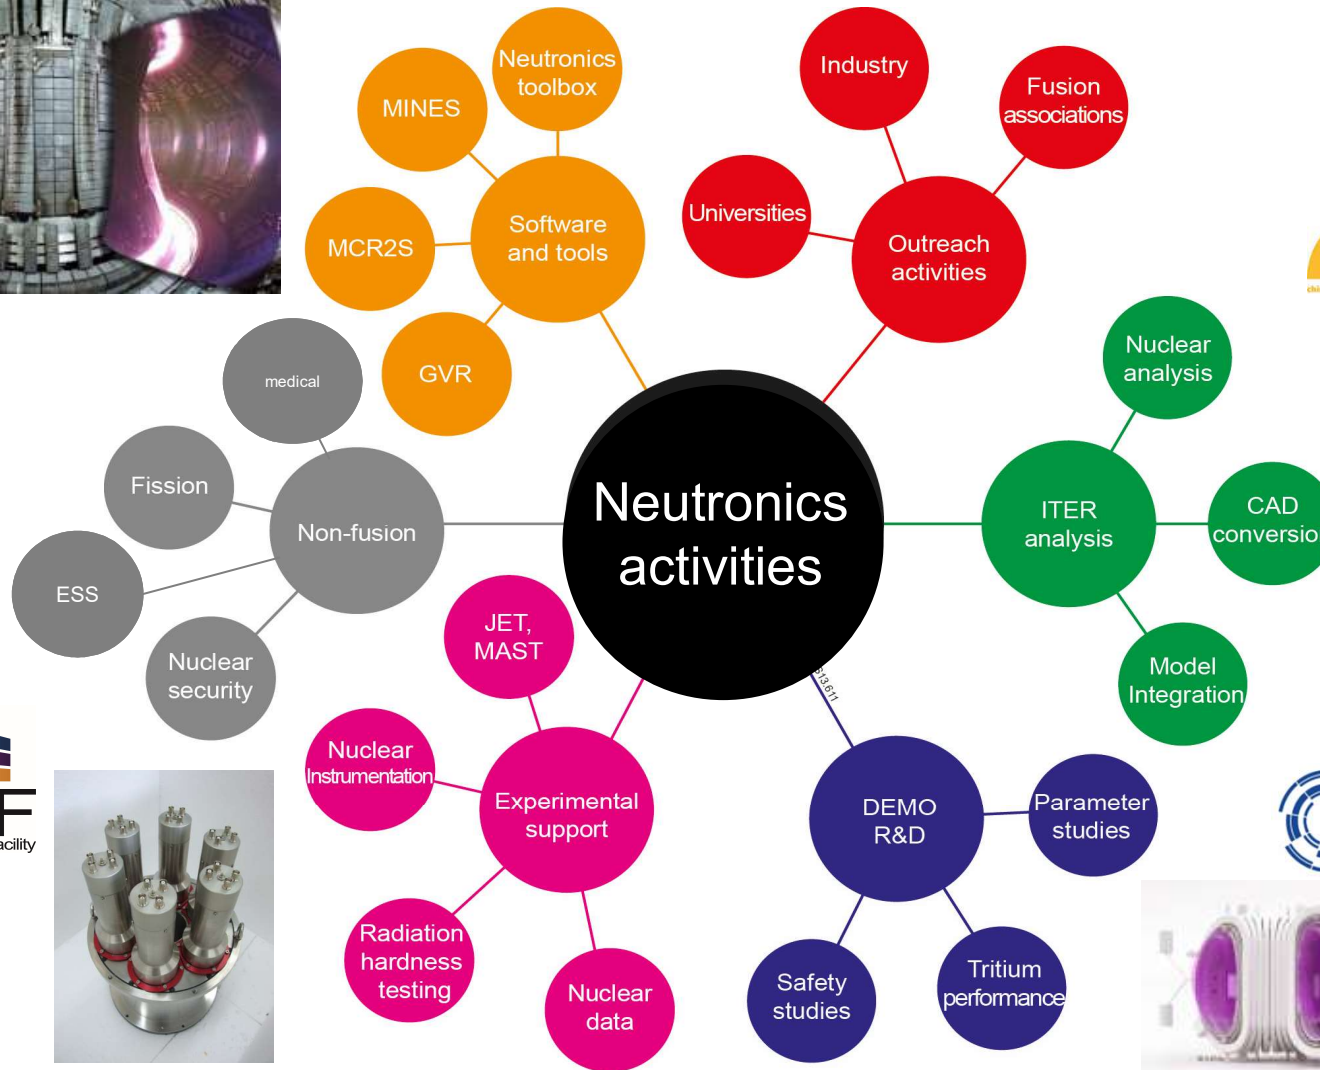 Neutronics
toolbox
MINES
MCR2S
GVR
Software
and tools
Industry
Fusion
associations
Universities
Outreach
activities
Nuclear
analysis
ITER
analysis
CAD
conversio
Model
Integration
Neutronics
activities
medical
Fission
Non-fusion
ESS
Nuclear
security
JET,
MAST
Nuclear
Instrumentation
Experimental
support
Radiation
hardness
testing
Nuclear
data
DEMO
R&D
Parameter
studies
Safety
studies
Tritium
performance
F
acility